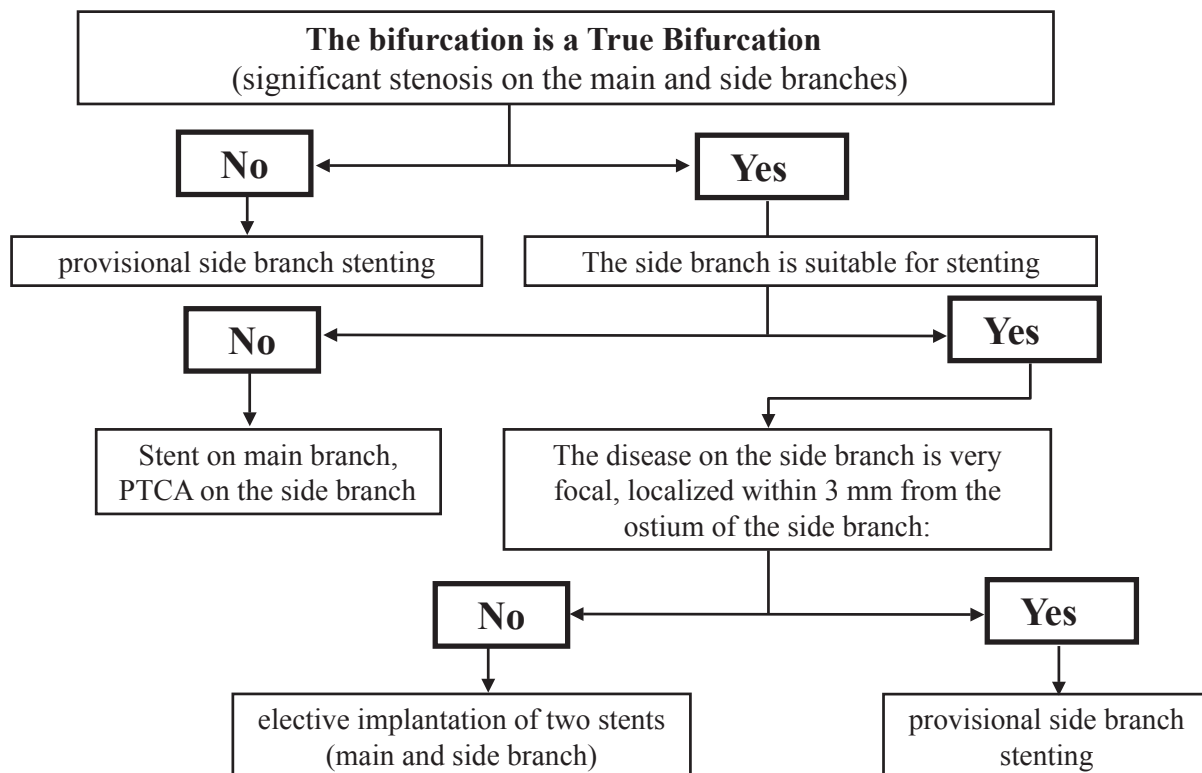 The bifurcation is a True Bifurcation
(significant stenosis on the main and side branches)
No
Yes
provisional side branch stenting
The side branch is suitable for stenting
No
Yes
Stent on main branch,
PTCA on the side branch
The disease on the side branch is very
focal, localized within 3 mm from the
ostium of the side branch:
No
Yes
elective implantation of two stents
(main and side branch)
provisional side branch
stenting